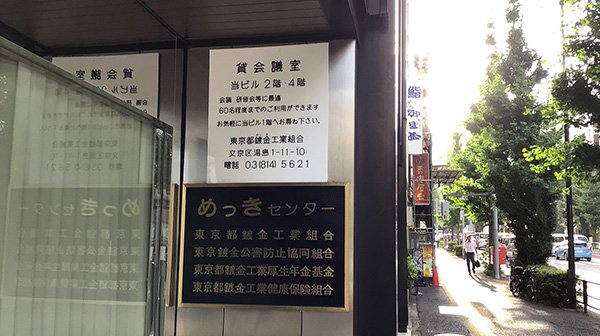 貸会議室
当ビル2階・4階
会議 研修会等に最適
60名程度までのご利用ができます
お気軽に当ビル1階へお尋ね下さい。
東京都鍍金工業組合
文京区湯島1-11-10
電話 03(814)5621
めっきセンター
東京都鍍金工業組合
東京鍍金公害防止協同組合
東京都鍍金工業厚生年金基金
東京都鍍金工業健康保険組合
鮨